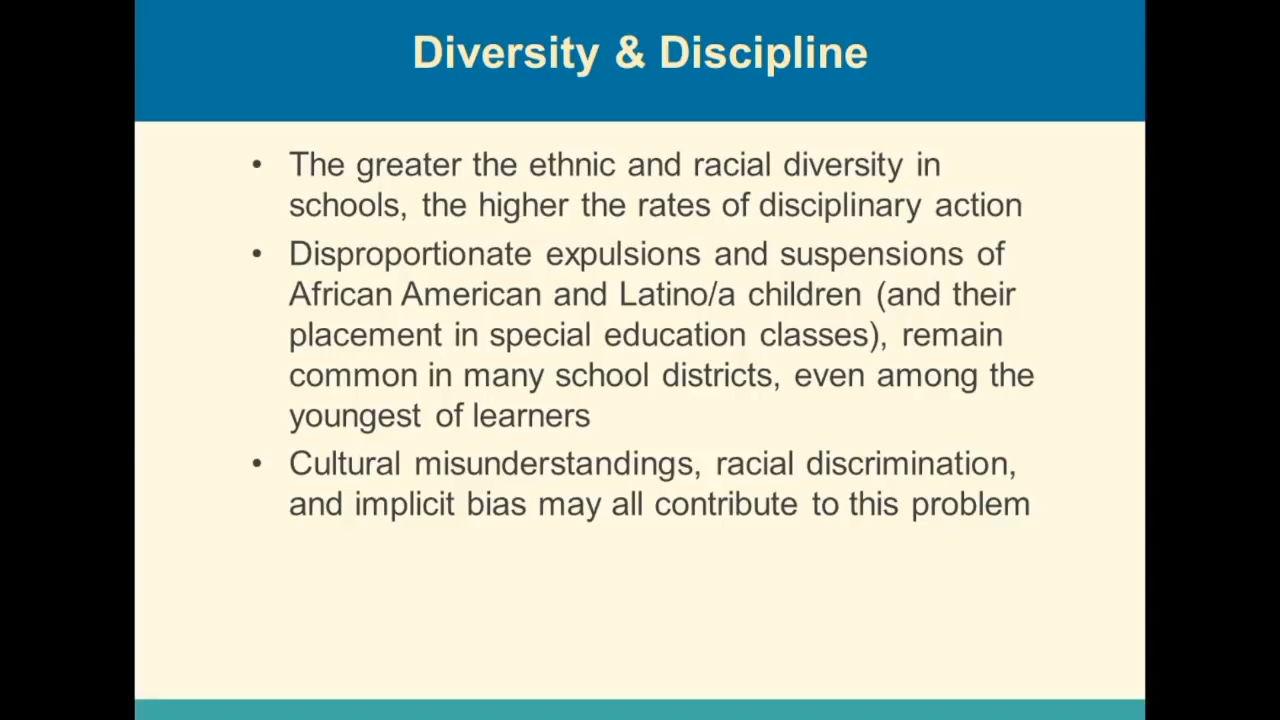 Diversity & Discipline
• The greater the ethnic and racial diversity in
schools, the higher the rates of disciplinary action
• Disproportionate expulsions and suspensions of
African American and Latino/a children (and their
placement in special education classes), remain
common in many school districts, even among the
youngest of learners
• Cultural misunderstandings, racial discrimination,
and implicit bias may all contribute to this problem